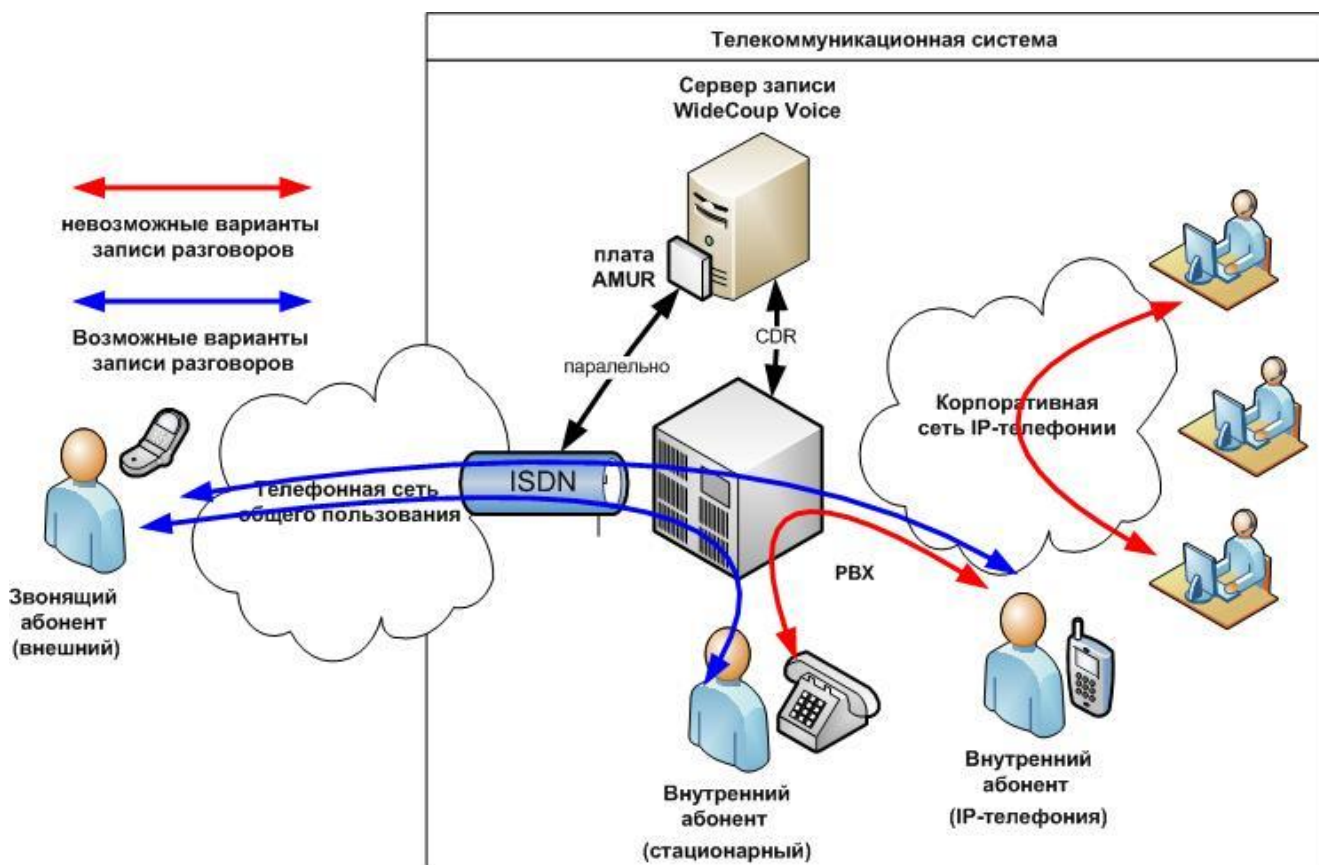 Телекоммуникационная система
Сервер записи
WideCoup Voice
невозможные варианты
записи разговоров
плата
AMUR
Возможные варианты
записи разговоров
CDR
паралельно
Корпоративная
сеть IP-телефонии
ISDN
Телефонная сеть
общего пользования
PBX
Звонящий
абонент
(внешний)
Внутренний
абонент
(стационарный)
Внутренний
абонент
(IP-телефония)